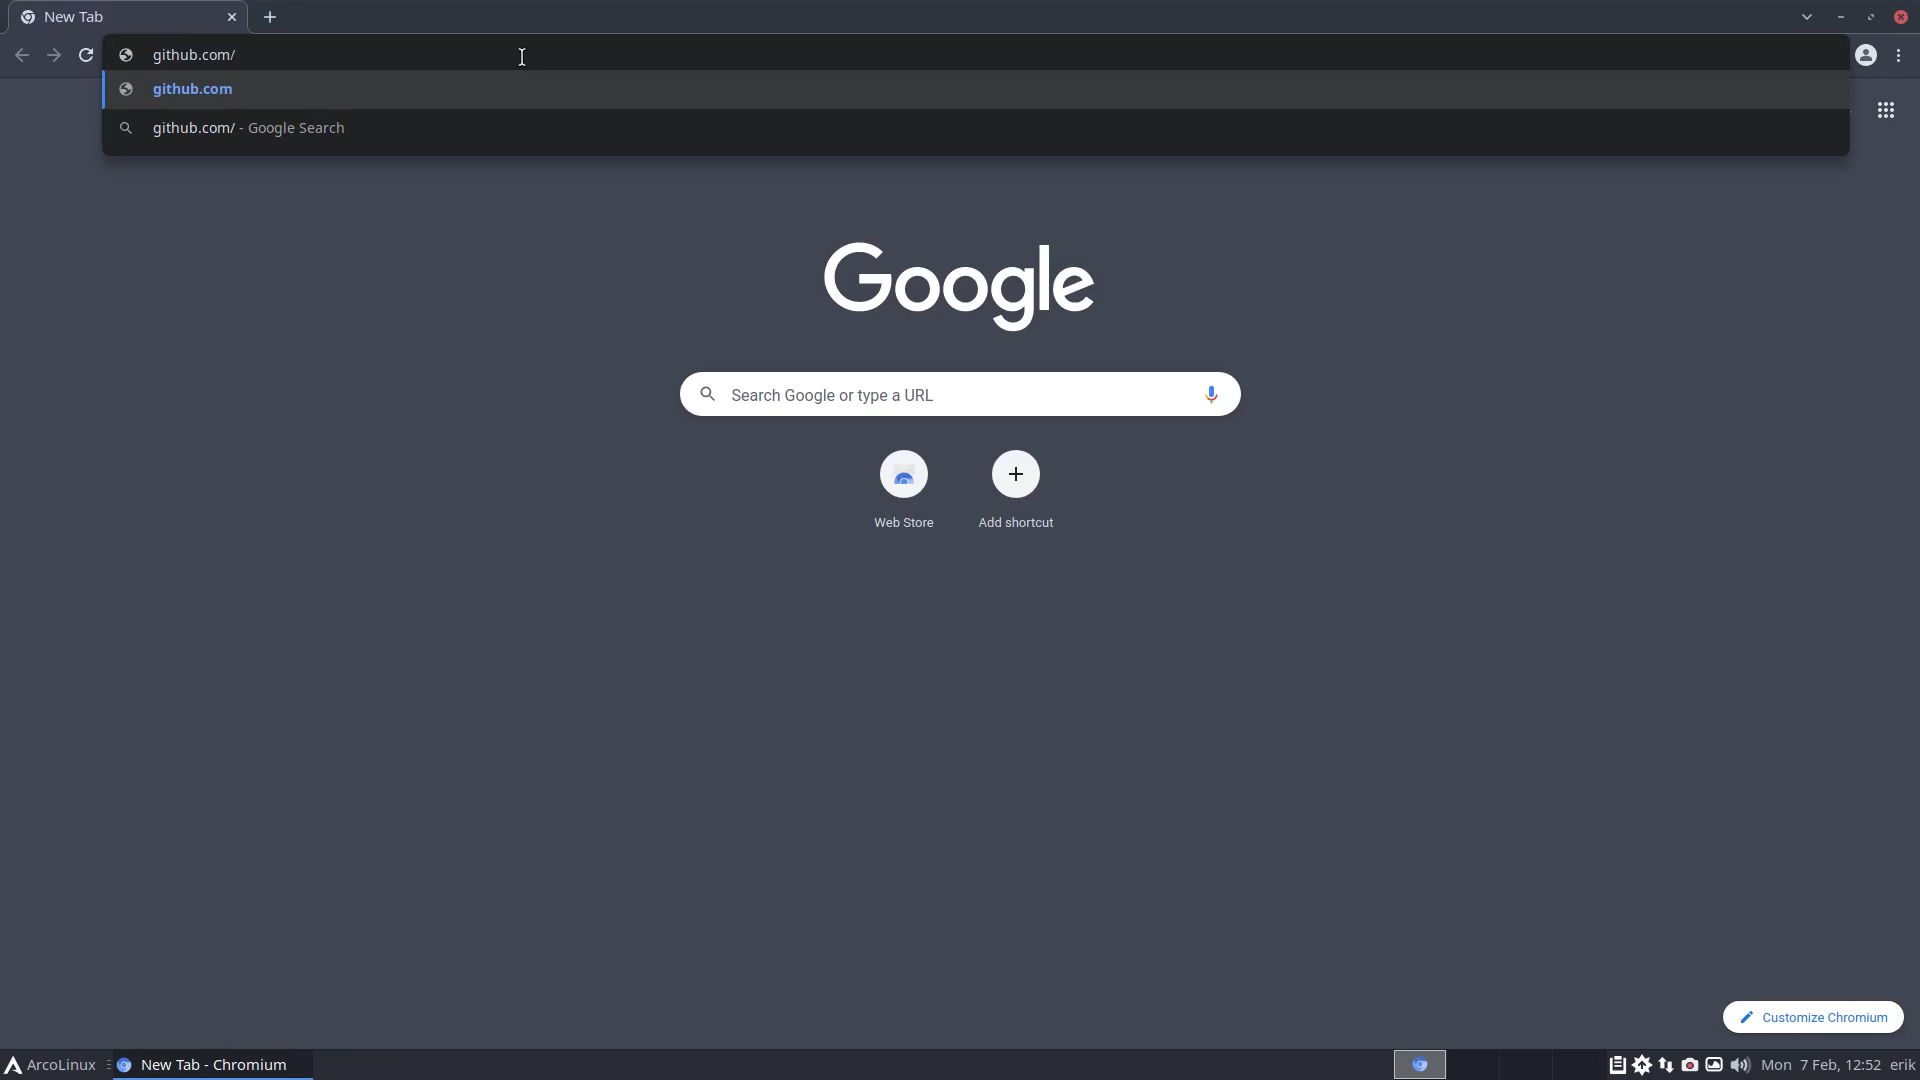 New Tab
github.com/
github.com
github.com/ - Google Search
Google
Search Google or type a URL
Web Store
Add shortcut
Customize Chromium
ArcoLinux
New Tab - Chromium
Mon 7 Feb, 12:52 erik